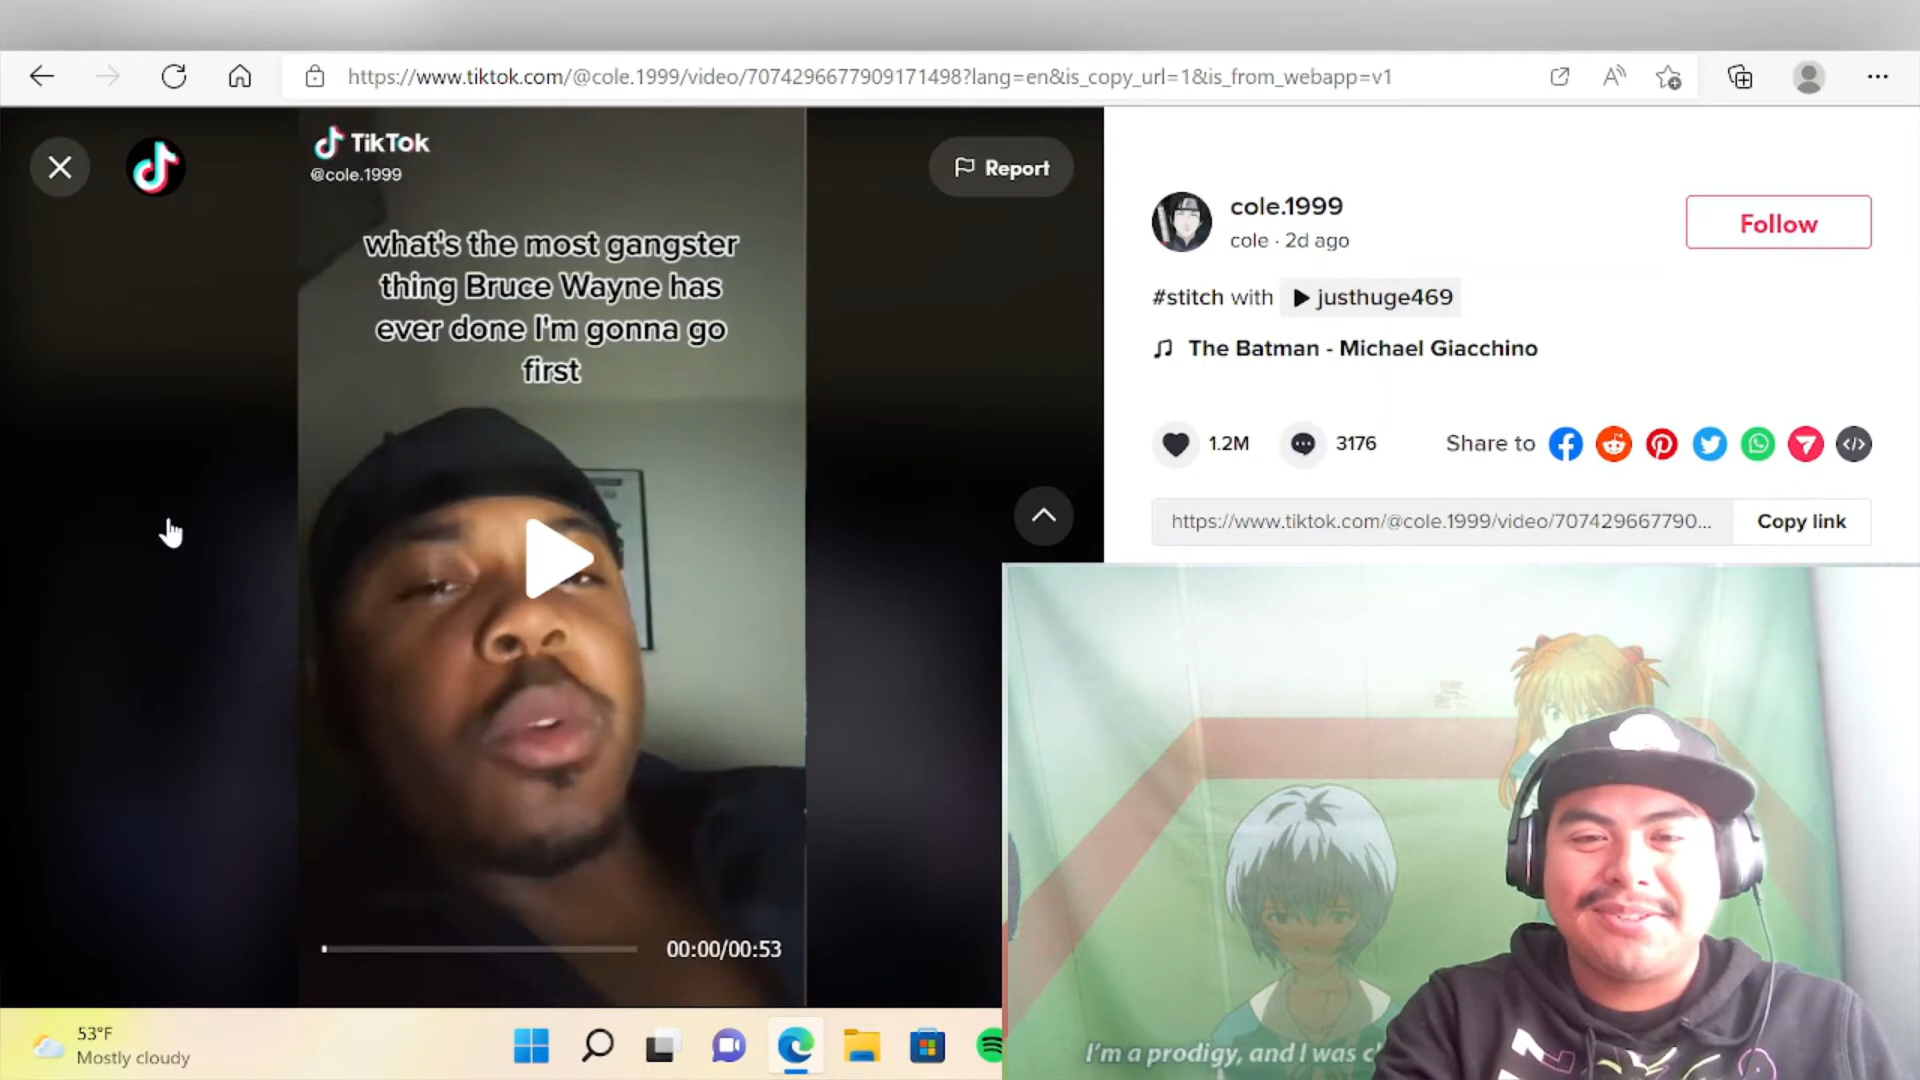 https://www.tiktok.com/@cole.1999/video/7074296677909171498?lang=en&is_copy_url=1&is_from_webapp=v1
TikTok
@cole.1999
Report
what's the most gangster
thing Bruce Wayne has
ever done I'm gonna go
first
00:00/00:53
cole.1999
cole · 2d ago
Follow
#stitch with justhuge469
The Batman - Michael Giacchino
1.2M
3176
Share to
https://www.tiktok.com/@cole.1999/video/707429667790...
Copy link
I'm a prodigy, and I was
53°F
Mostly cloudy